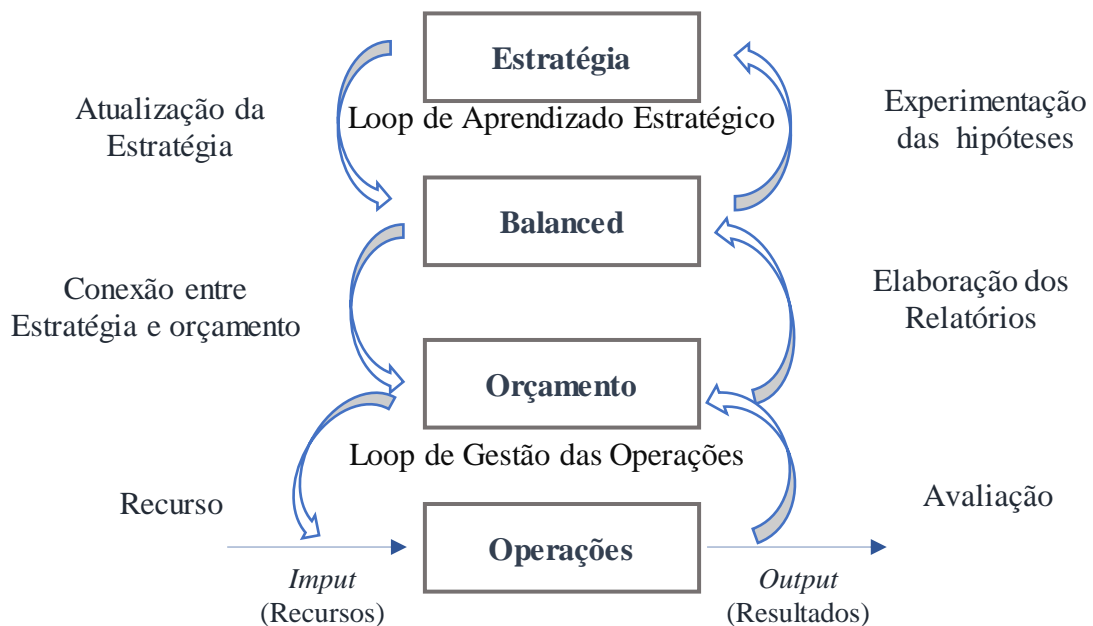 Estratégia
Loop de Aprendizado Estratégico
Atualização da
Estratégia
Experimentação
das hipóteses
Balanced
Conexão entre
Estratégia e orçamento
Elaboração dos
Relatórios
Orçamento
Loop de Gestão das Operações
Recurso
Avaliação
Operações
Imput
(Recursos)
Output
(Resultados)